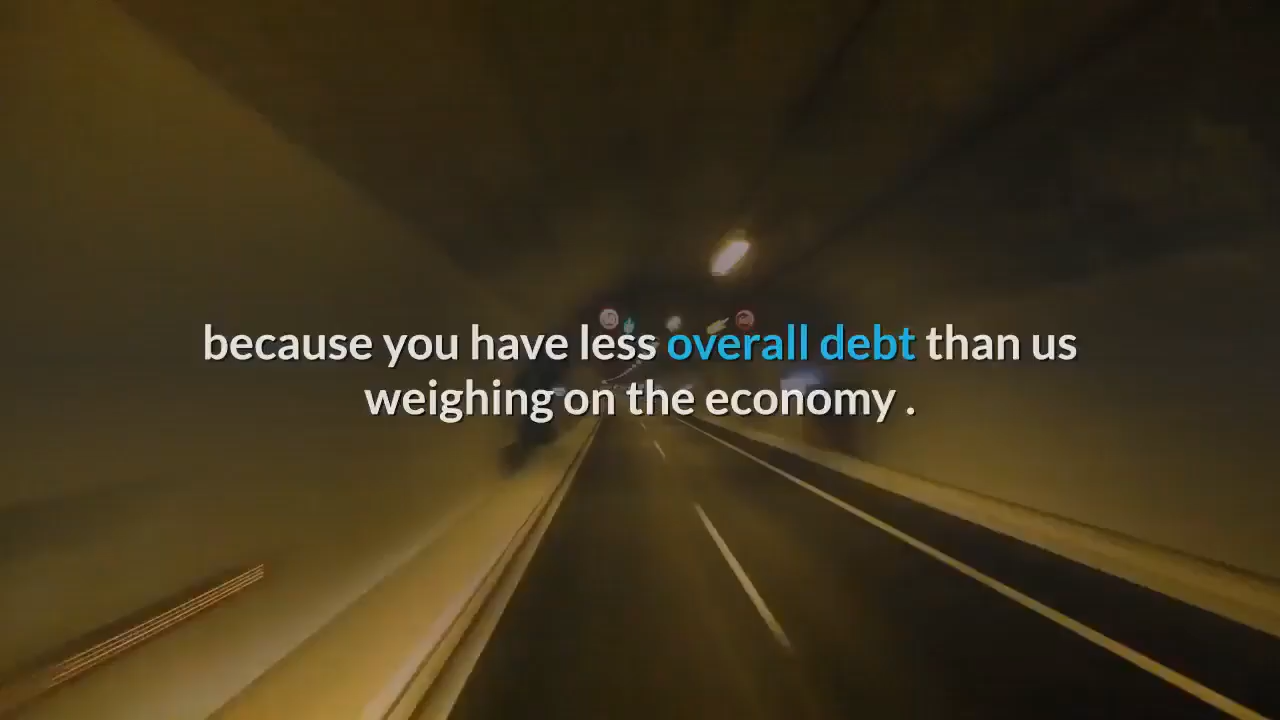 because you have less overall debt than us
weighing on the economy .